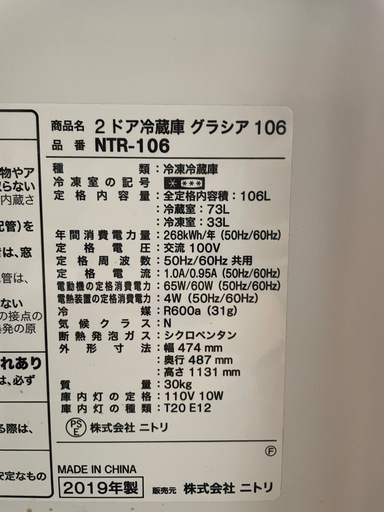 商品名 2ドア冷蔵庫 グラシア 106
品番 NTR-106
種類 :冷凍冷蔵庫
冷凍室の記号 :* ***
定格内容量 :全定格内容積:106L
冷蔵室:73L
冷凍室:33L
年間消費電力量 :268kWh/年 (50Hz/60Hz)
定格電圧 :交流 100V
定格周波数 :50Hz/60Hz 共用
定格電流 :1.0A/0.95A (50Hz/60Hz)
電動機の定格消費電力 :65W/60W (50Hz/60Hz)
電熱装置の定格消費電力 :4W (50Hz/60Hz)
冷媒 :R600a (31g)
気候クラス :N
断熱発泡ガス :シクロペンタン
外形寸法 :幅 474 mm
奥行 487 mm
高さ 1131 mm
質量 :30kg
庫内灯の定格 :110V 10W
庫内灯の種類 :T20 E12
PSE 株式会社 ニトリ
F
MADE IN CHINA
2019年製 販売元 株式会社 ニトリ
物やア
らない
内蔵さ
配管)を
は、窓
管は、
ない
の接点の
発の原
れあり
は、必ず
る際は、
安定なもの